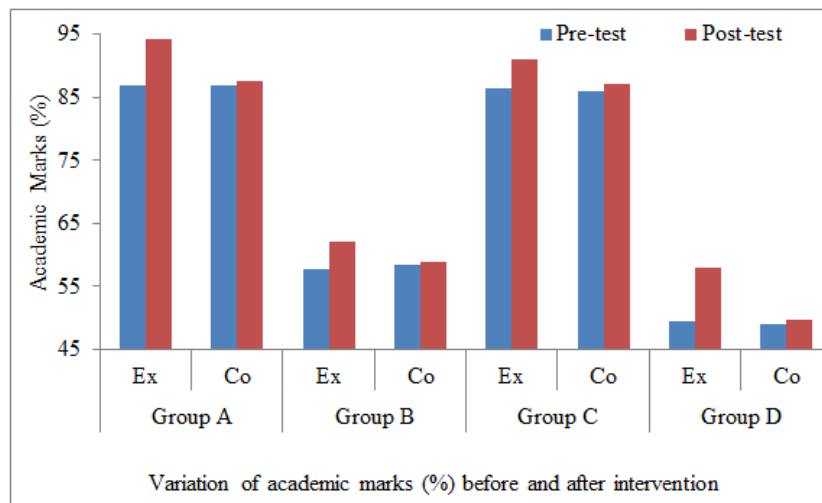 95
Pre-test Post-test
85
75
65
55
45
Academic Marks (%)
Ex Co Ex Co Ex Co Ex Co
Group A Group B Group C Group D
Variation of academic marks (%) before and after intervention